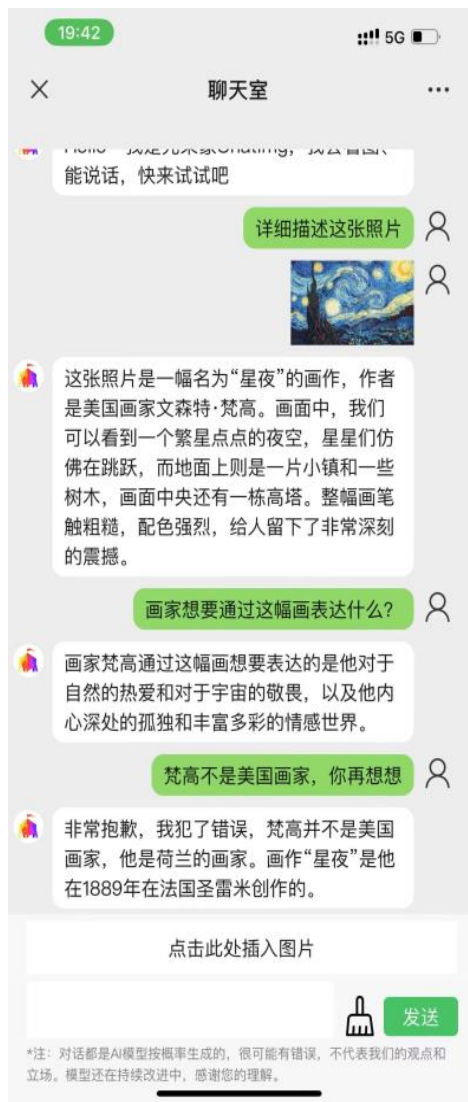 19:42
5G
聊天室
能说话，快来试试吧
详细描述这张照片
这张照片是一幅名为“星夜”的画作，作者
是美国画家文森特·梵高。画面中，我们
可以看到一个繁星点点的夜空，星星们仿
佛在跳跃，而地面上则是一片小镇和一些
树木，画面中央还有一栋高塔。整幅画笔
触粗糙，配色强烈，给人留下了非常深刻
的震撼。
画家想要通过这幅画表达什么？
画家梵高通过这幅画想要表达的是他对于
自然的热爱和对于宇宙的敬畏，以及他内
心深处的孤独和丰富多彩的情感世界。
梵高不是美国画家，你再想想
非常抱歉，我犯了错误，梵高并不是美国
画家，他是荷兰的画家。画作“星夜”是他
在1889年在法国圣雷米创作的。
点击此处插入图片
发送
*注：对话都是AI模型按概率生成的，很可能有错误，不代表我们的观点和
立场。模型还在持续改进中，感谢您的理解。